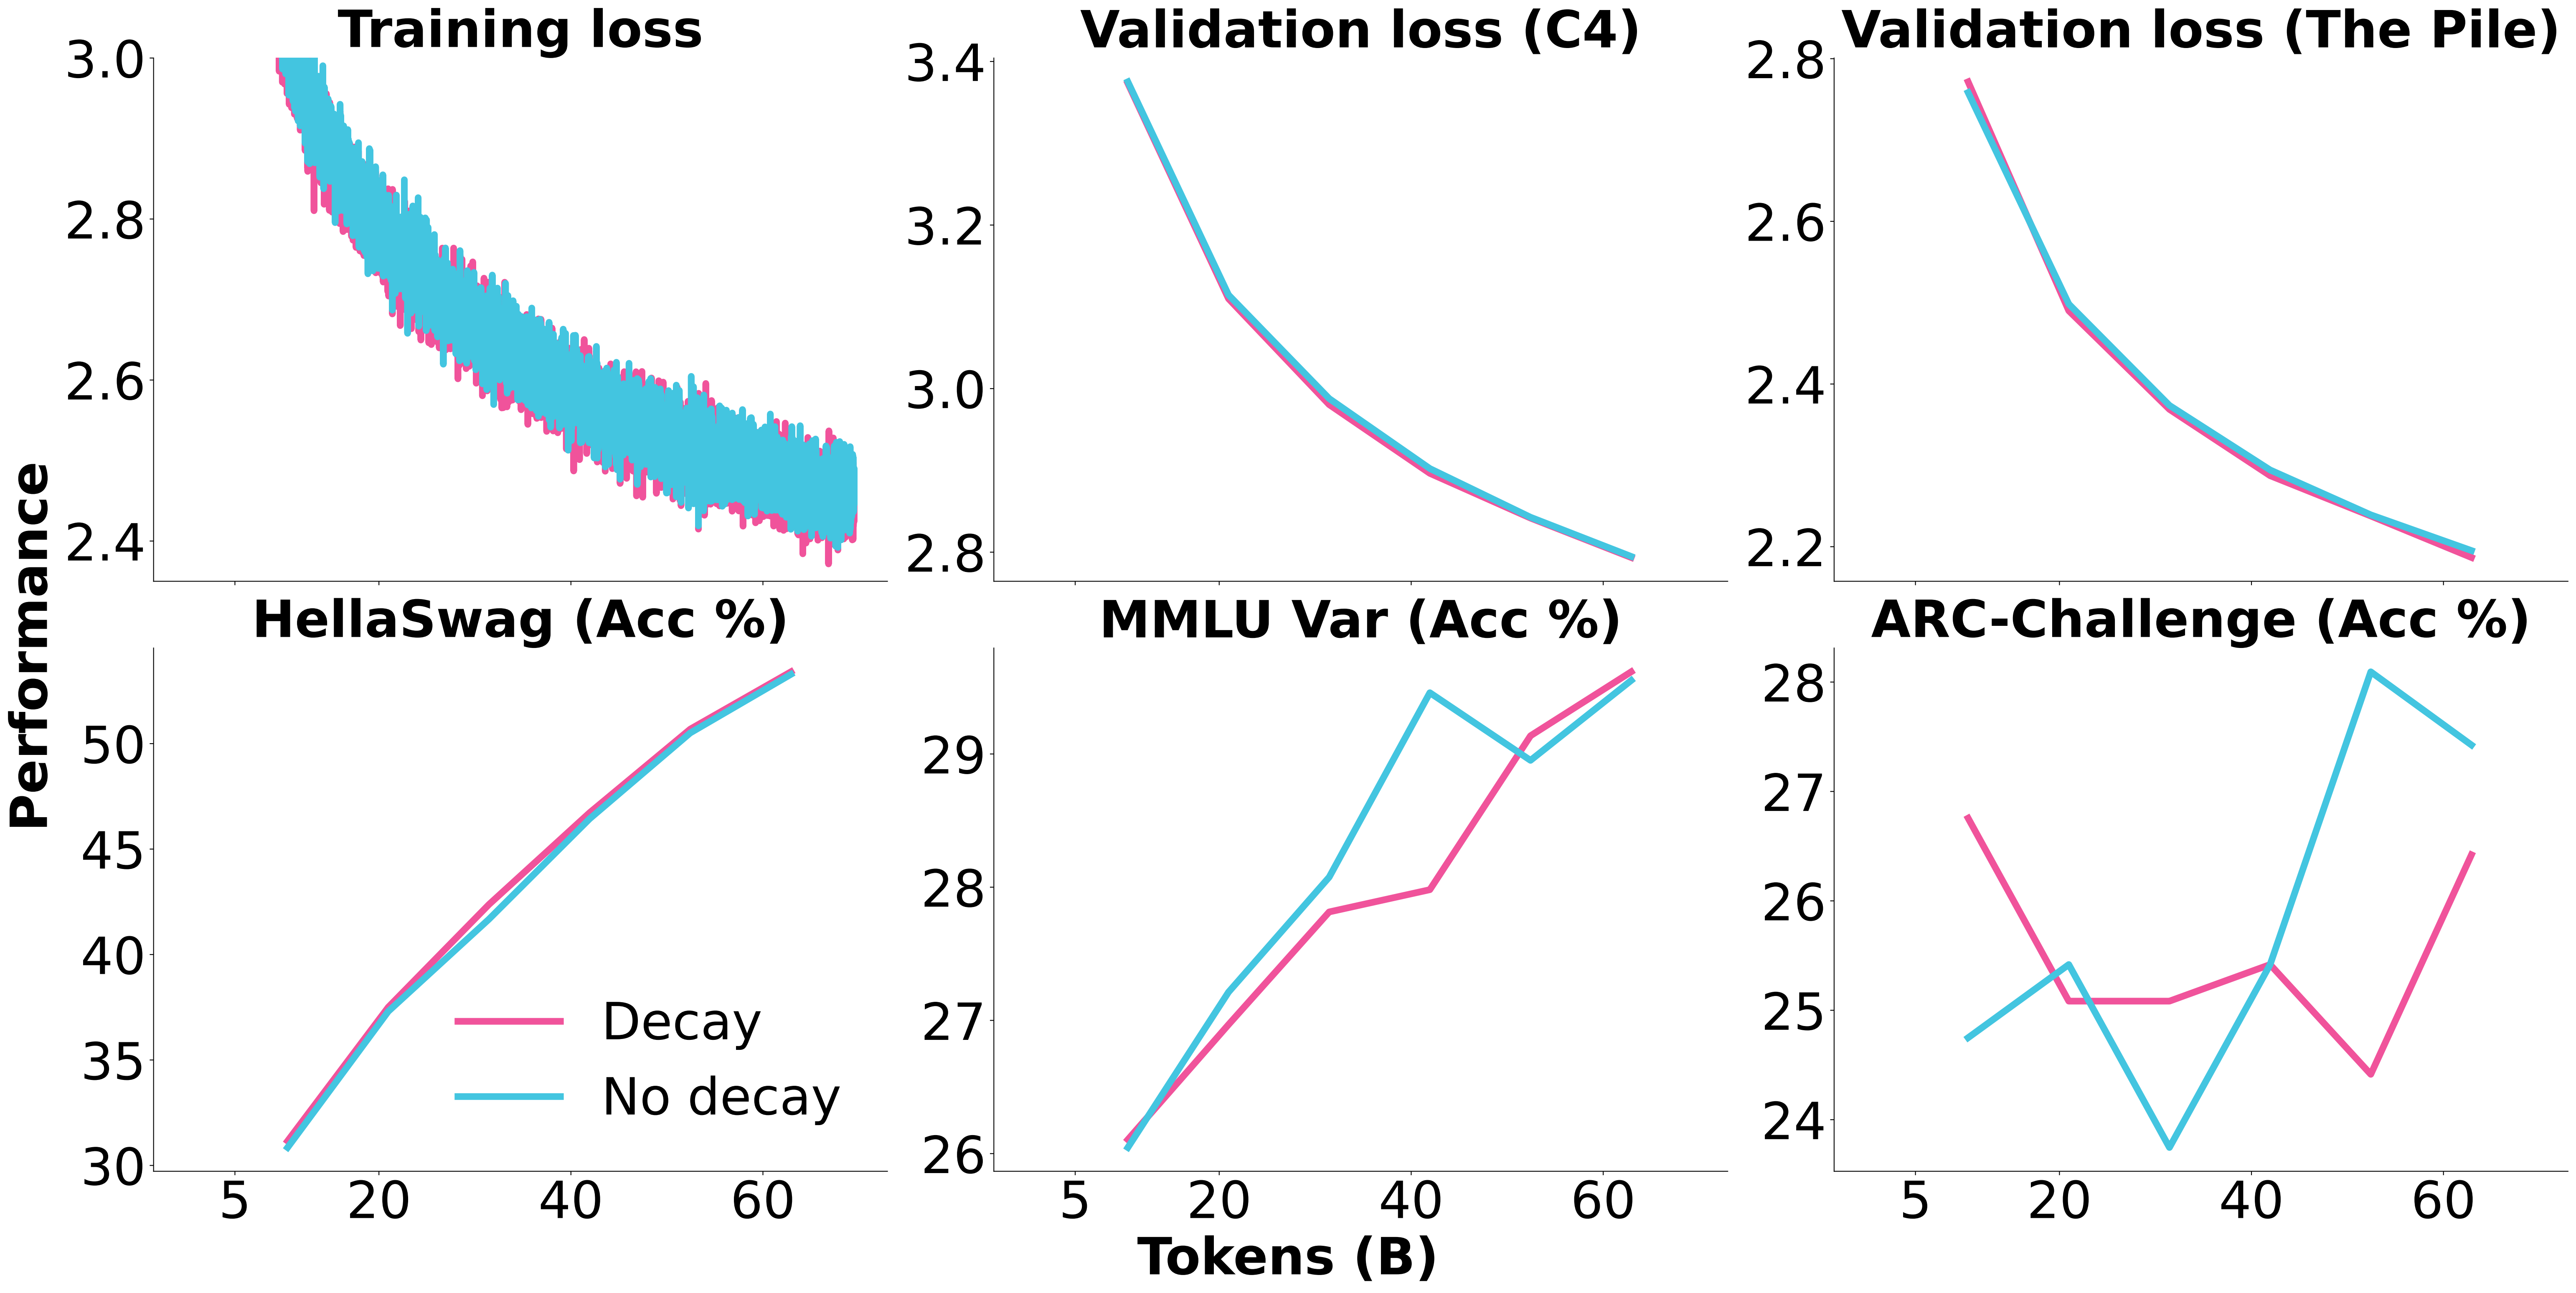 Training loss
Validation loss (C4)
Validation loss (The Pile)
3.0
2.8
2.6
2.4
3.4
3.2
3.0
2.8
2.8
2.6
2.4
2.2
Performance
HellaSwag (Acc %)
MMLU Var (Acc %)
ARC-Challenge (Acc %)
50
45
40
35
30
Decay
No decay
29
28
27
26
28
27
26
25
24
5 20 40 60
5 20 40 60
5 20 40 60
Tokens (B)